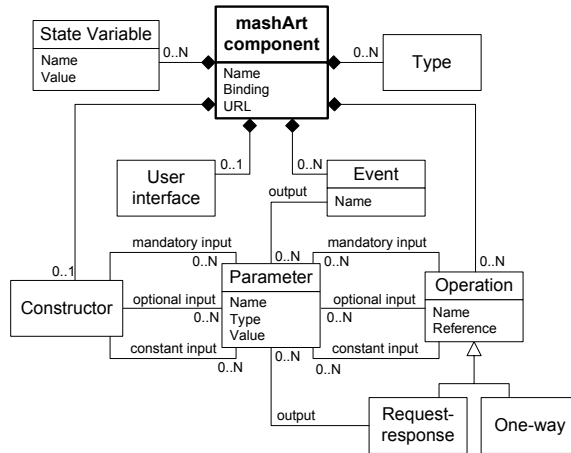 State Variable
Name
Value
0..N
mashArt
component
Name
Binding
URL
0..N
Type
User
interface
0..1
0..N
Event
Name
output
0..N
0..1
Constructor
mandatory input
0..N
optional input
0..N
constant input
0..N
Parameter
Name
Type
Value
mandatory input
0..N
optional input
0..N
constant input
0..N
0..N
Operation
Name
Reference
0..N
output
Request-
response
One-way